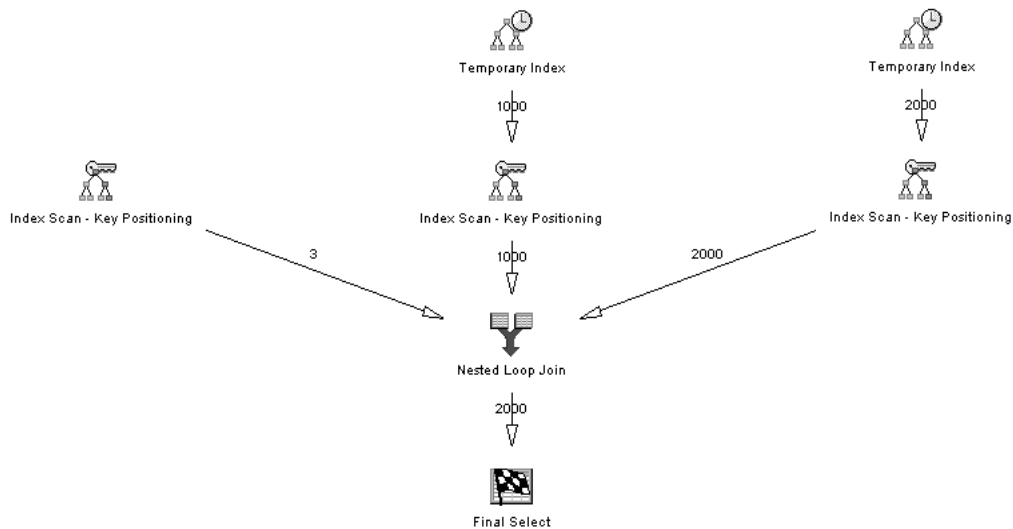 Temporary Index
Temporary Index
1000
2000
Index Scan - Key Positioning
Index Scan - Key Positioning
Index Scan - Key Positioning
3
1000
2000
Nested Loop Join
2000
Final Select